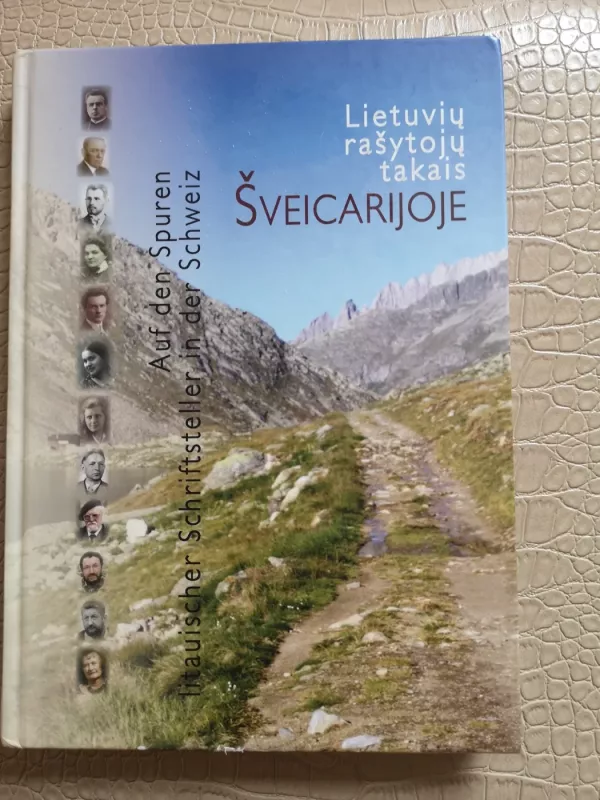 Lietuvių
rašytojų
takais
ŠVEICARIJOJE
Auf den Spuren
litauischer Schriftsteller in der Schweiz